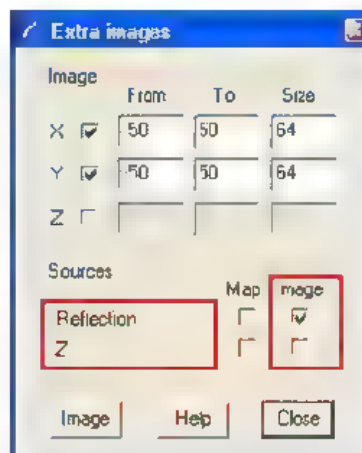 Extra images
Image
From To Size
X 50 50 64
Y 50 50 64
Z
Sources
Map mage
Reflection
Z
Image Help Close